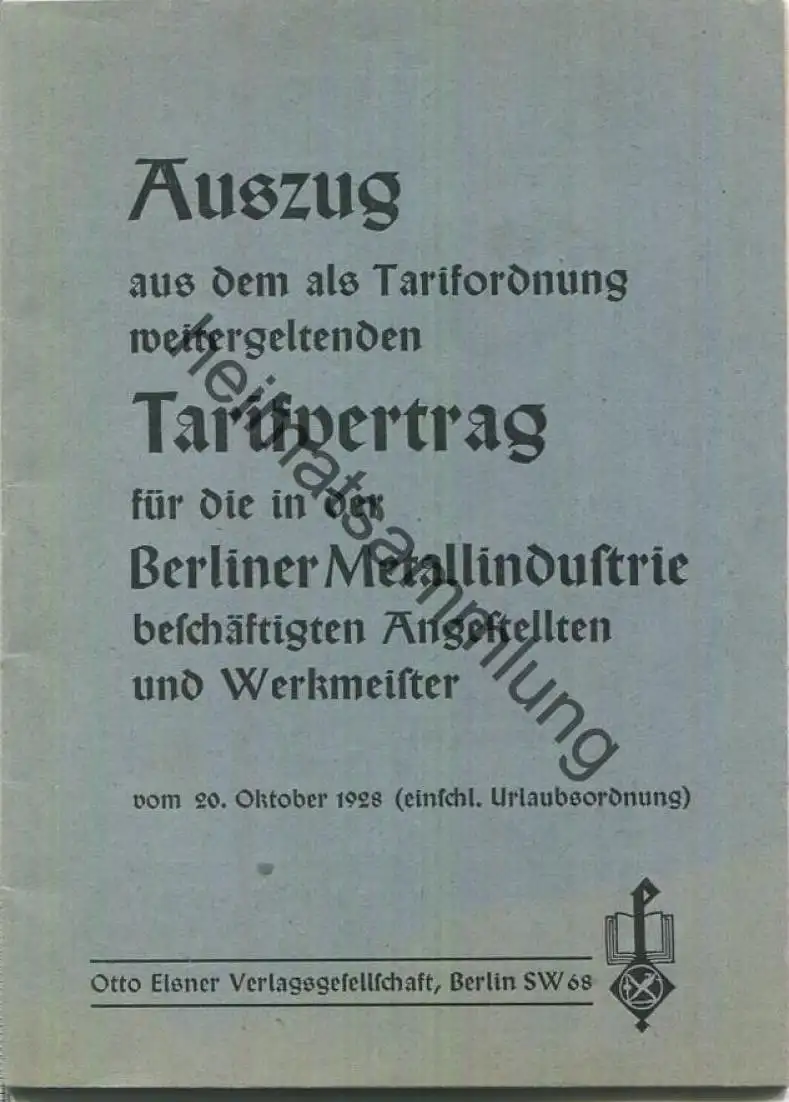 Auszug
aus dem als Tarifordnung
weitergeltenden
Tarifvertrag
für die in der
Berliner Metallinduſtrie
beſchäftigten Angeſtellten
und Werkmeiſter
vom 20. Oktober 1928 (einſchl. Urlaubsordnung)
Otto Elsner Verlagsgeſellſchaft, Berlin SW 68
heimatsammlung